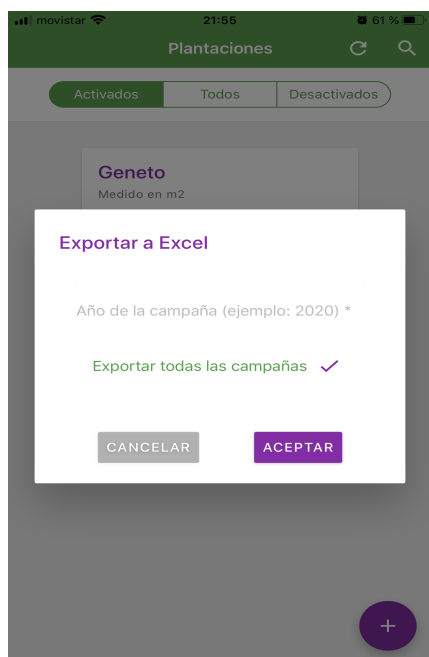 movistar 21:55 61 %
Plantaciones
Activados Todos Desactivados
Geneto
Medido en m2
Exportar a Excel
Año de la campaña (ejemplo: 2020) *
Exportar todas las campañas
CANCELAR ACEPTAR